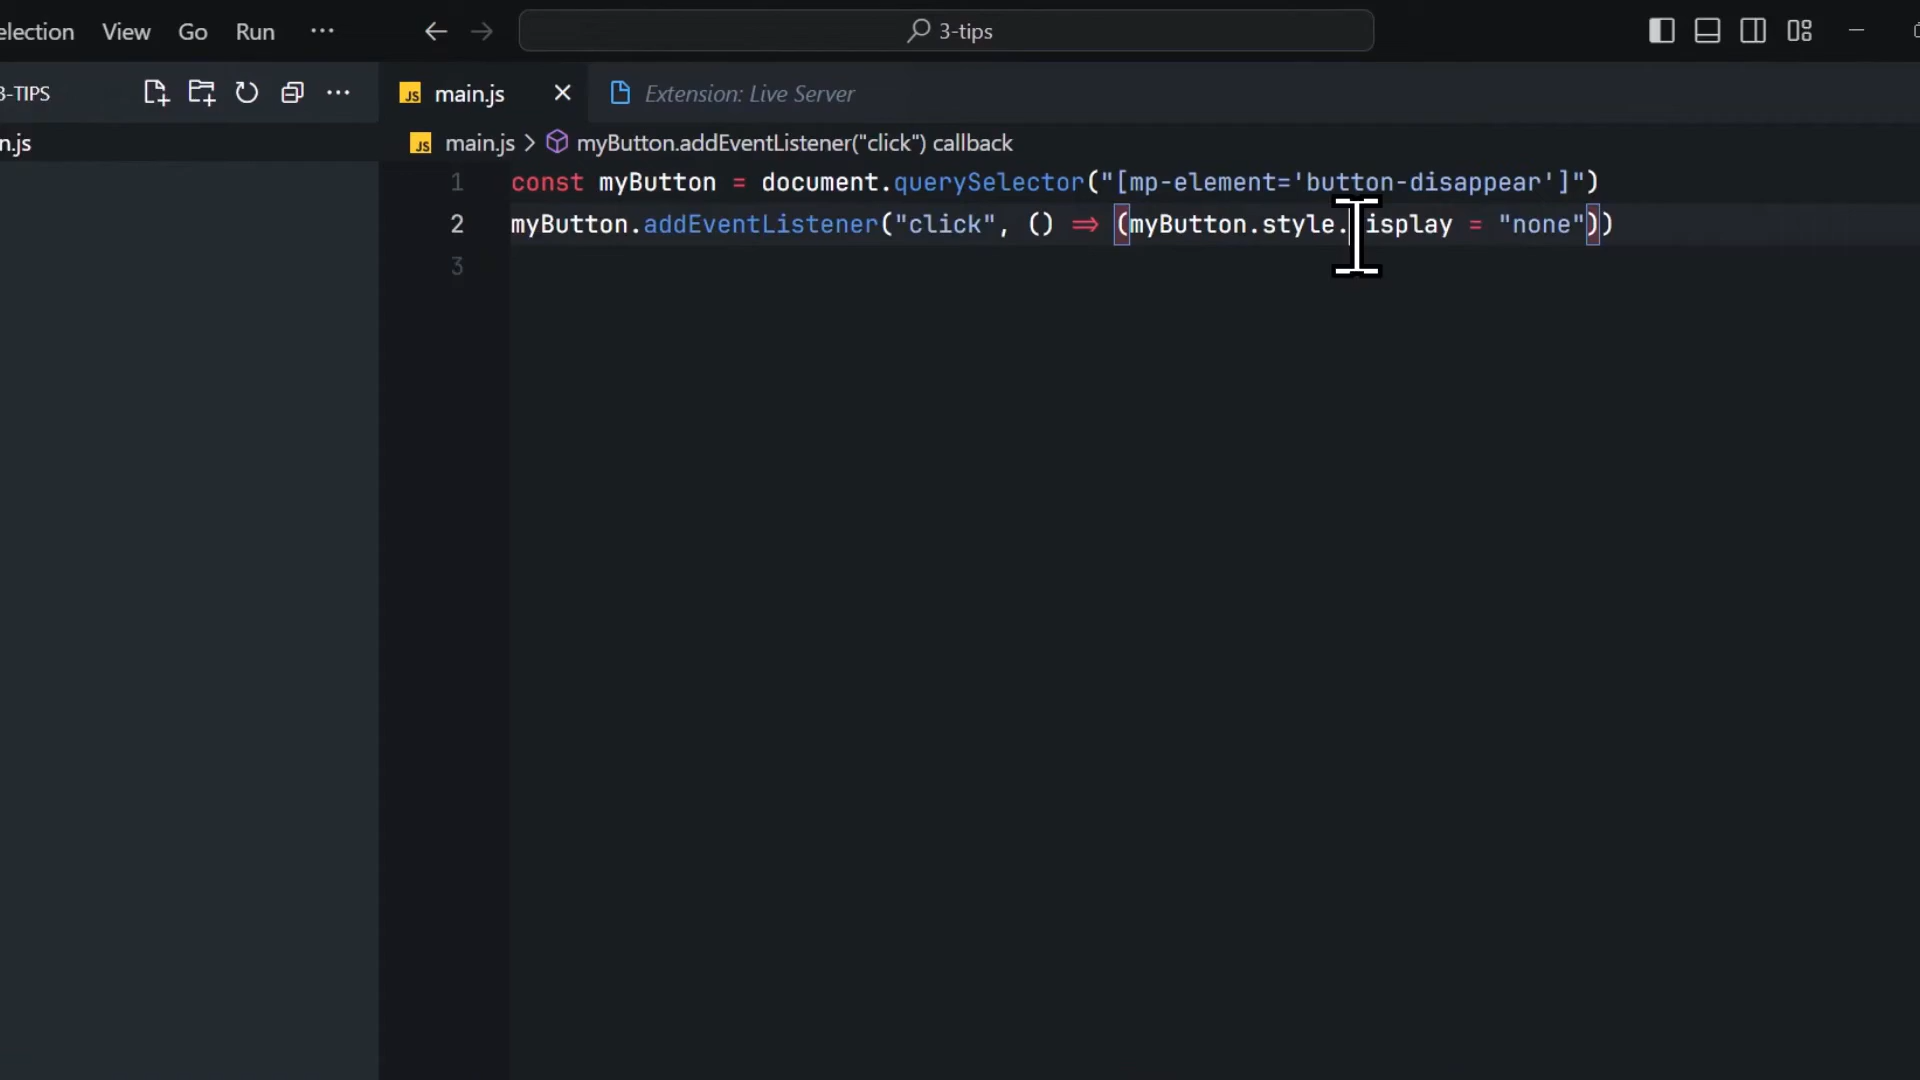 election View Go Run ···
3-tips
3-TIPS
JS main.js
Extension: Live Server
n.js
JS main.js > myButton.addEventListener("click") callback
1 const myButton = document.querySelector("[mp-element='button-disappear']")
2 myButton.addEventListener("click", () => (myButton.style.isplay = "none"))
3